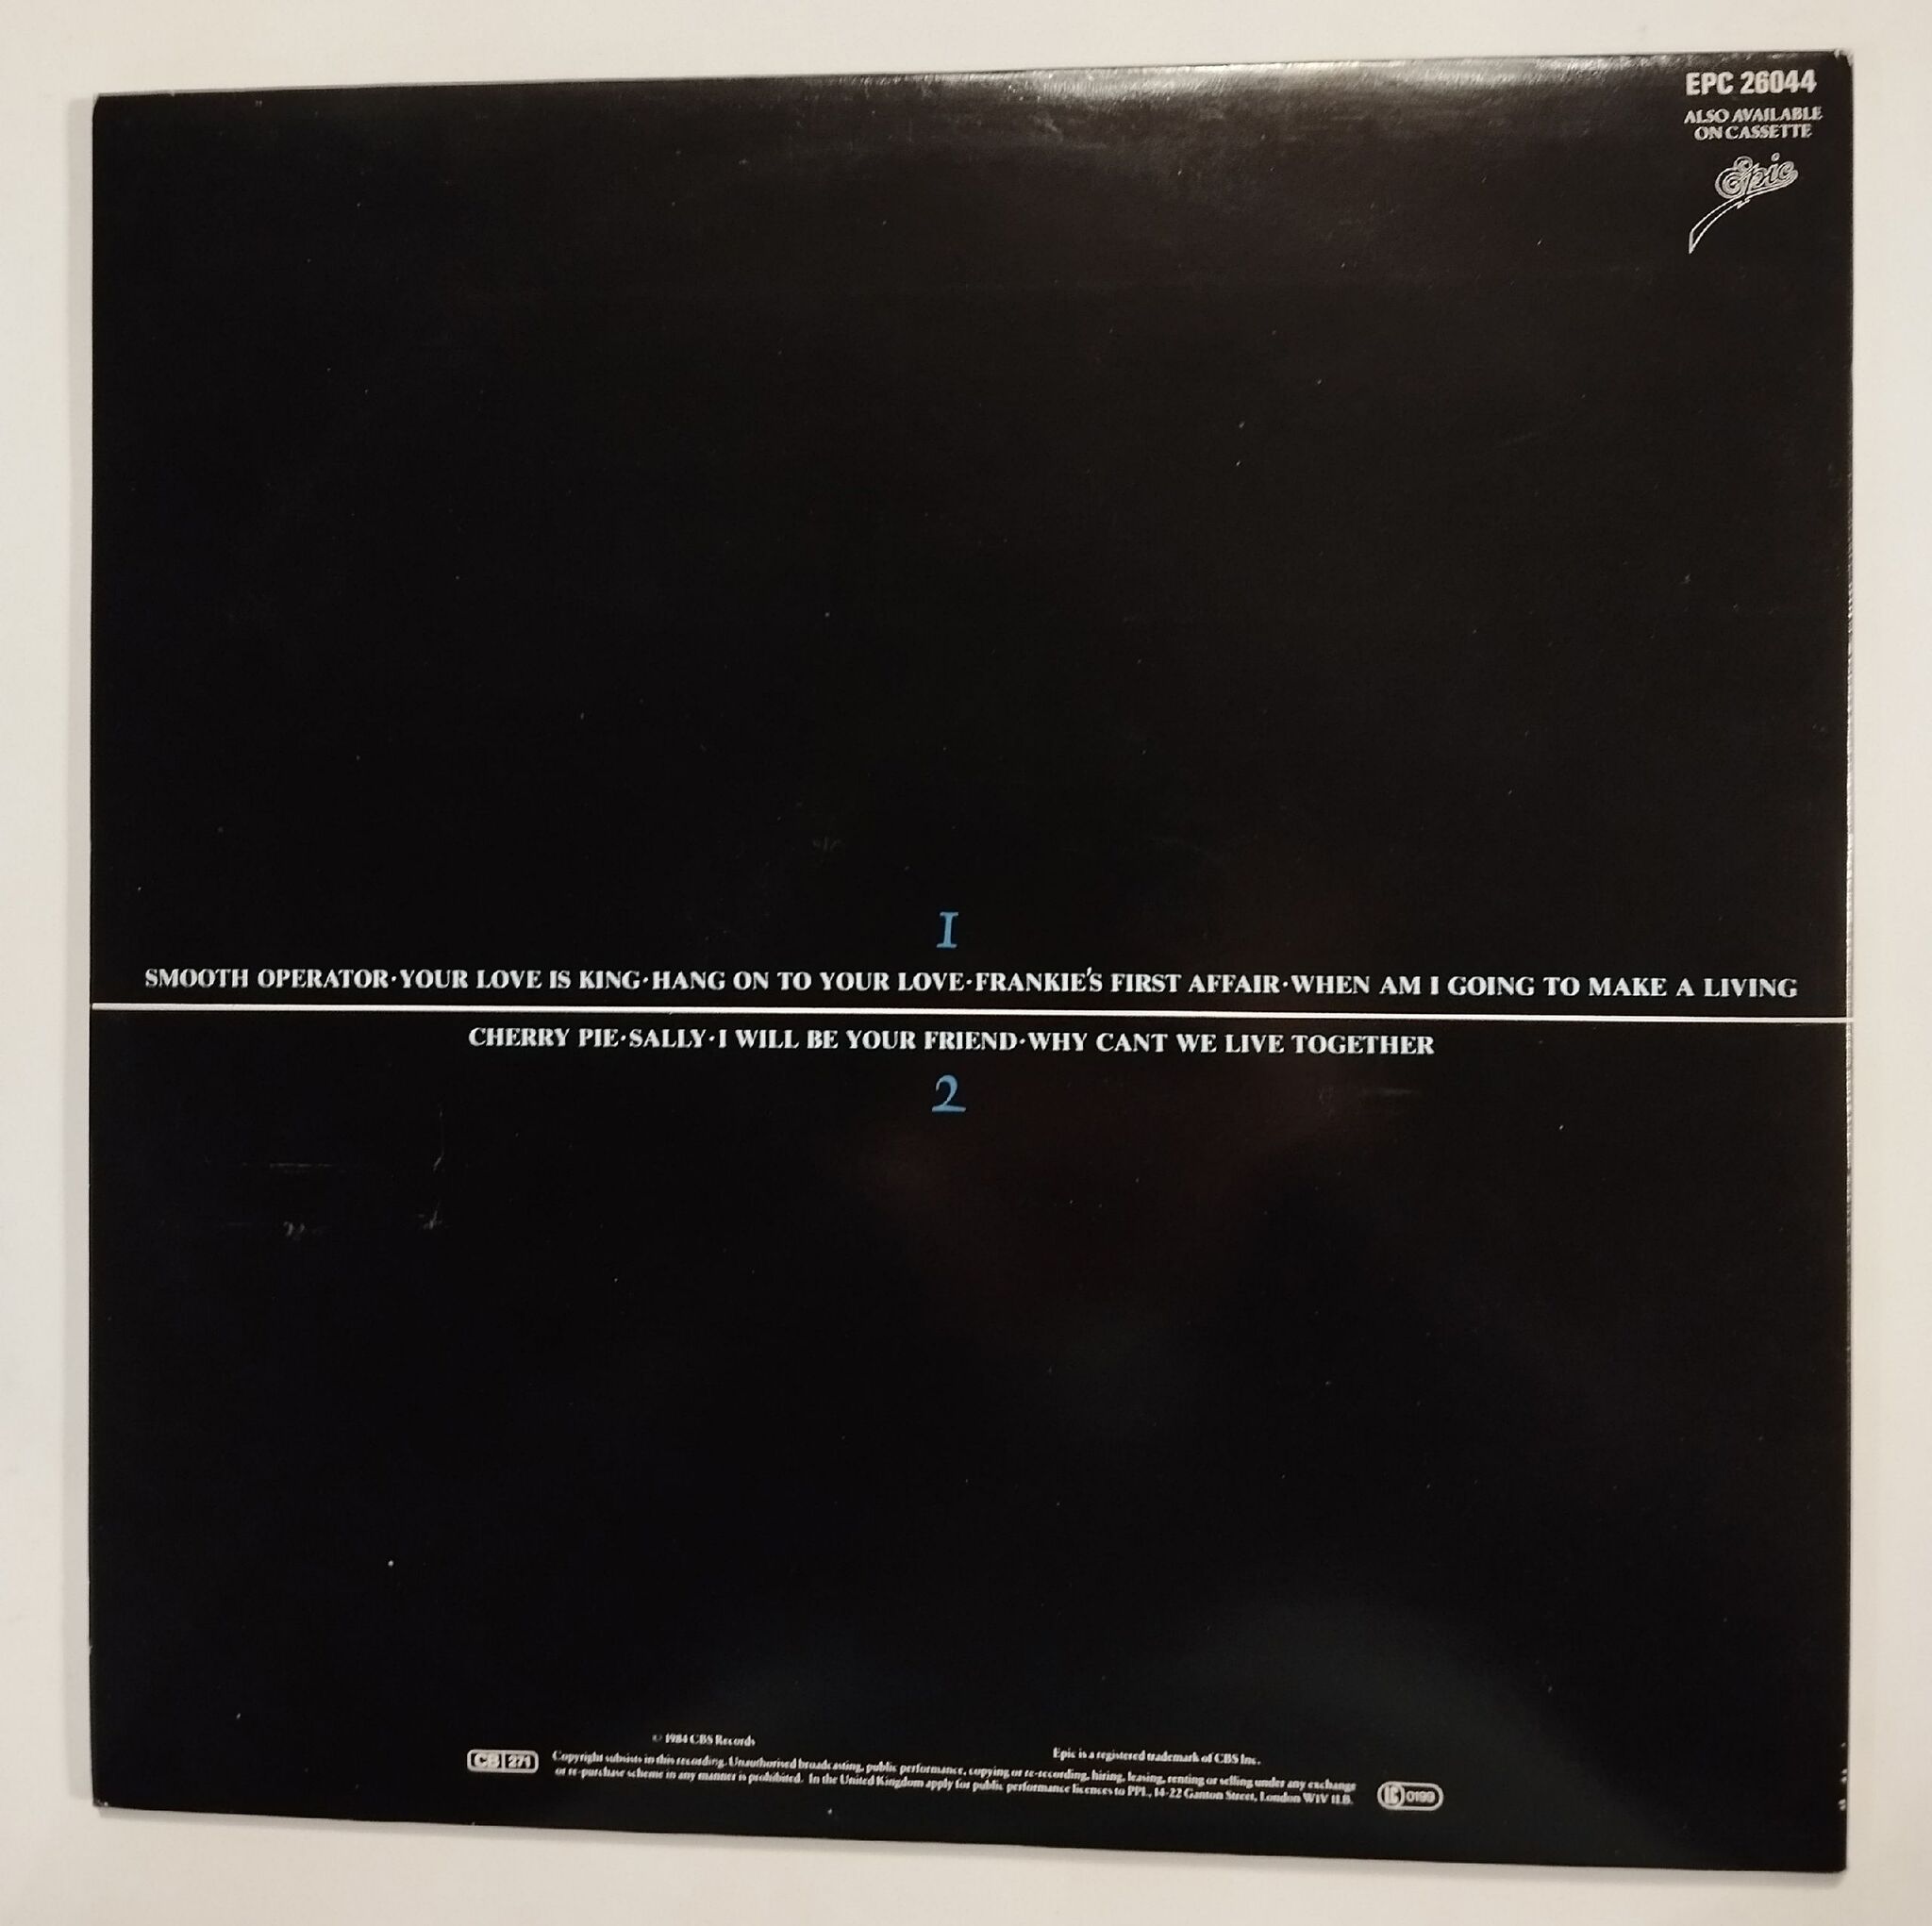 EPC 26044
ALSO AVAILABLE
ON CASSETTE
Epic
1
SMOOTH OPERATOR·YOUR LOVE IS KING·HANG ON TO YOUR LOVE·FRANKIE'S FIRST AFFAIR·WHEN AM I GOING TO MAKE A LIVING
CHERRY PIE·SALLY·I WILL BE YOUR FRIEND·WHY CANT WE LIVE TOGETHER
2
© 1984 CBS Records
Epic is a registered trademark of CBS Inc.
CB 271
Copyright subsists in this recording. Unauthorised broadcasting, public performance, copying or re-recording, hiring, leasing, renting or selling under any exchange
or re-purchase scheme in any manner is prohibited. In the United Kingdom apply for public performance licences to PPL, 14-22 Ganton Street, London W1V 1LB.
LC 0199